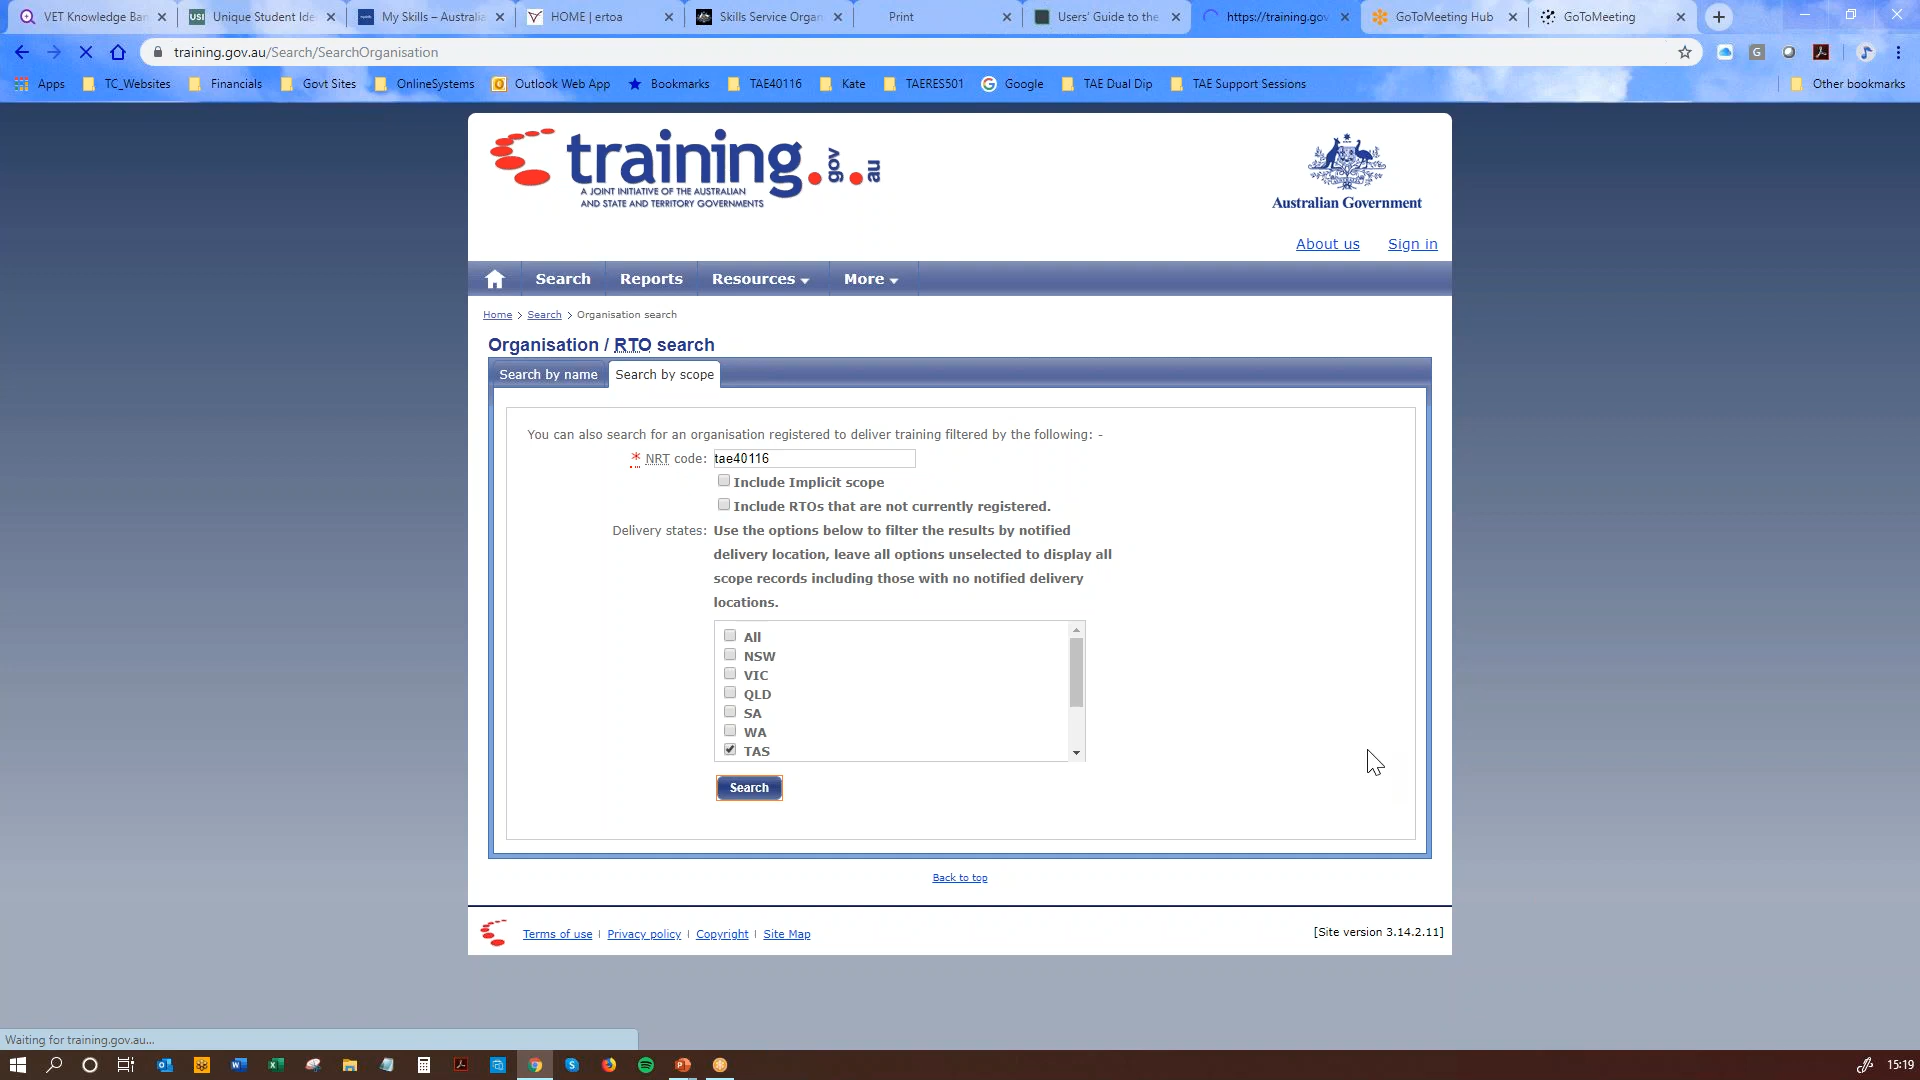 VET Knowledge Ban
Unique Student Ide
My Skills – Australia
HOME | ertoa
Skills Service Organ
Print
Users' Guide to the
https://training.gov
GoToMeeting Hub
GoToMeeting
training.gov.au/Search/SearchOrganisation
Apps
TC_Websites
Financials
Govt Sites
OnlineSystems
Outlook Web App
Bookmarks
TAE40116
Kate
TAERES501
Google
TAE Dual Dip
TAE Support Sessions
Other bookmarks
training.gov.au
A JOINT INITIATIVE OF THE AUSTRALIAN
AND STATE AND TERRITORY GOVERNMENTS
Australian Government
About us Sign in
Search Reports Resources More
Home > Search > Organisation search
Organisation / RTO search
Search by name Search by scope
You can also search for an organisation registered to deliver training filtered by the following: -
* NRT code: tae40116
Include Implicit scope
Include RTOs that are not currently registered.
Delivery states: Use the options below to filter the results by notified
delivery location, leave all options unselected to display all
scope records including those with no notified delivery
locations.
All
NSW
VIC
QLD
SA
WA
TAS
Search
Back to top
Terms of use | Privacy policy | Copyright | Site Map
[Site version 3.14.2.11]
Waiting for training.gov.au...
15:19